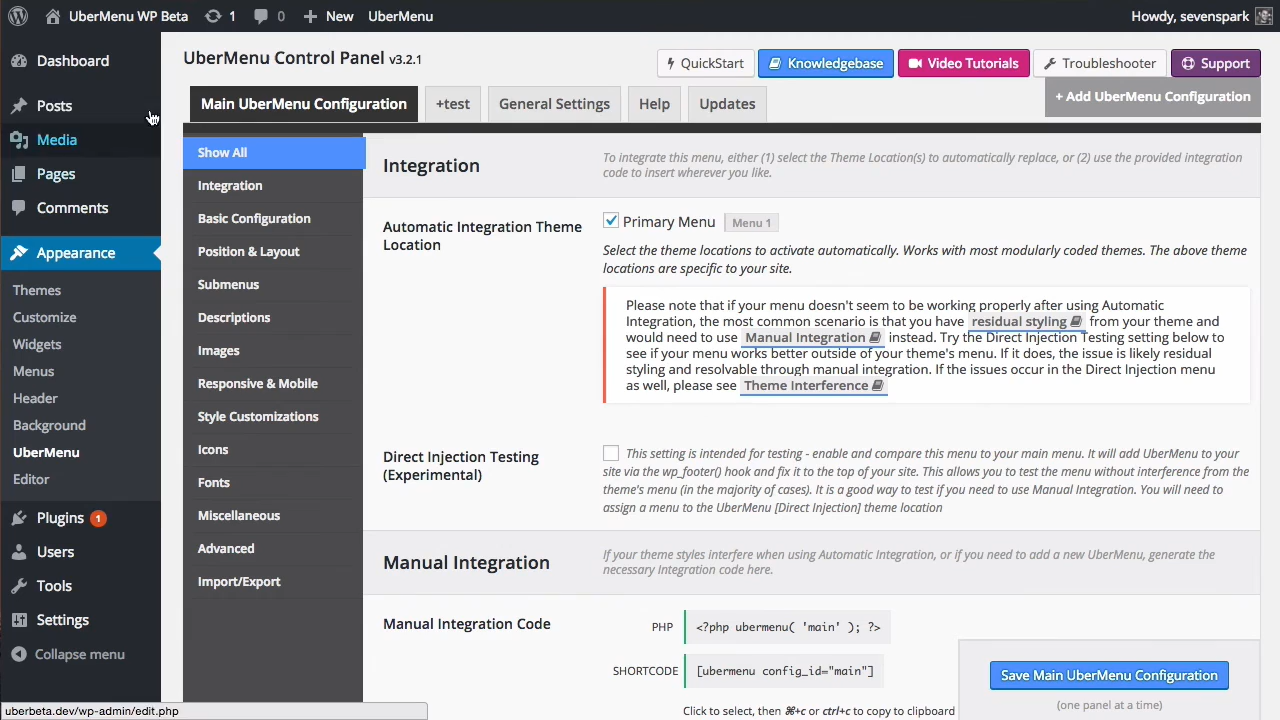 UberMenu WP Beta 1 0 New UberMenu Howdy, sevenspark
Dashboard
Posts
Media
Pages
Comments
Appearance
Themes
Customize
Widgets
Menus
Header
Background
UberMenu
Editor
Plugins 1
Users
Tools
Settings
Collapse menu
uberbeta.dev/wp-admin/edit.php
UberMenu Control Panel v3.2.1
QuickStart Knowledgebase Video Tutorials Troubleshooter Support
Main UberMenu Configuration +test General Settings Help Updates
+ Add UberMenu Configuration
Show All
Integration
Basic Configuration
Position & Layout
Submenus
Descriptions
Images
Responsive & Mobile
Style Customizations
Icons
Fonts
Miscellaneous
Advanced
Import/Export
Integration
To integrate this menu, either (1) select the Theme Location(s) to automatically replace, or (2) use the provided integration
code to insert wherever you like.
Automatic Integration Theme
Location
Primary Menu Menu 1
Select the theme locations to activate automatically. Works with most modularly coded themes. The above theme
locations are specific to your site.
Please note that if your menu doesn't seem to be working properly after using Automatic
Integration, the most common scenario is that you have residual styling from your theme and
would need to use Manual Integration instead. Try the Direct Injection Testing setting below to
see if your menu works better outside of your theme's menu. If it does, the issue is likely residual
styling and resolvable through manual integration. If the issues occur in the Direct Injection menu
as well, please see Theme Interference
Direct Injection Testing
(Experimental)
This setting is intended for testing - enable and compare this menu to your main menu. It will add UberMenu to your
site via the wp_footer() hook and fix it to the top of your site. This allows you to test the menu without interference from the
theme's menu (in the majority of cases). It is a good way to test if you need to use Manual Integration. You will need to
assign a menu to the UberMenu [Direct Injection] theme location
Manual Integration
If your theme styles interfere when using Automatic Integration, or if you need to add a new UberMenu, generate the
necessary Integration code here.
Manual Integration Code
PHP <?php ubermenu( 'main' ); ?>
SHORTCODE [ubermenu config_id="main"]
Click to select, then ⌘+c or ctrl+c to copy to clipboard
Save Main UberMenu Configuration
(one panel at a time)